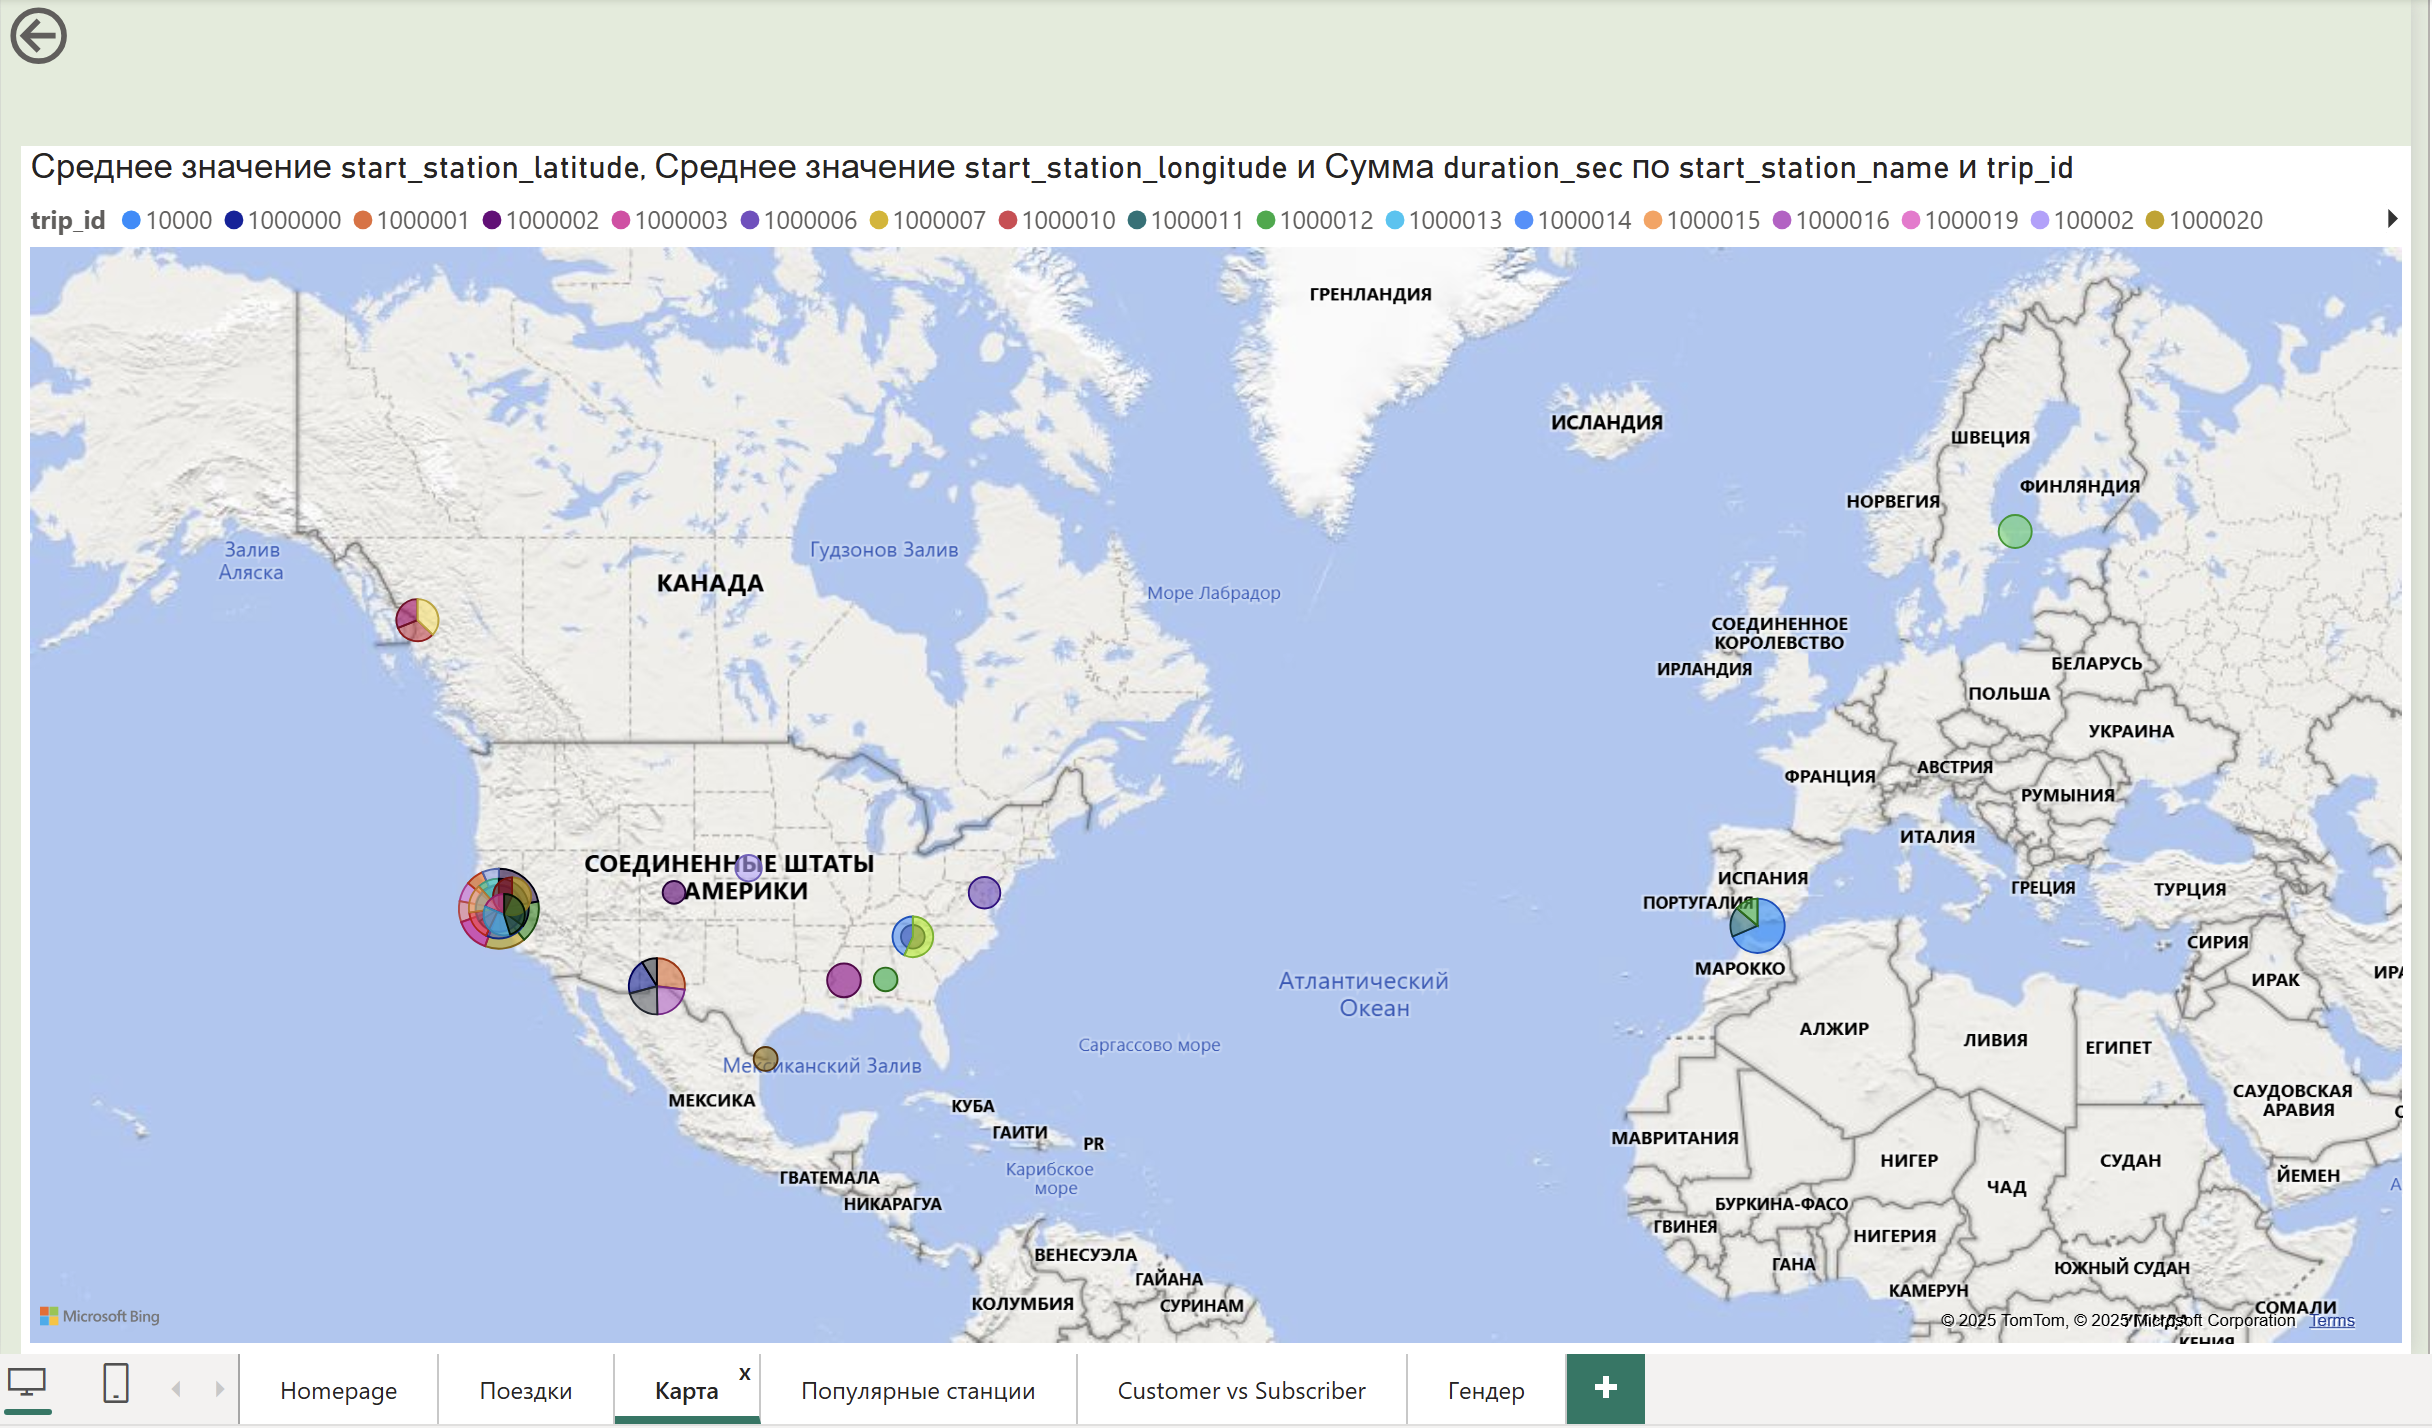 Среднее значение start_station_latitude, Среднее значение start_station_longitude и Сумма duration_sec по start_station_name и trip_id
trip_id 10000 1000000 1000001 1000002 1000003 1000006 1000007 1000010 1000011 1000012 1000013 1000014 1000015 1000016 1000019 100002 1000020
ГРЕНЛАНДИЯ
ИСЛАНДИЯ
ШВЕЦИЯ
ФИНЛЯНДИЯ
НОРВЕГИЯ
Залив
Аляска
Гудзонов Залив
КАНАДА
Море Лабрадор
СОЕДИНЕННОЕ
КОРОЛЕВСТВО
ИРЛАНДИЯ
БЕЛАРУСЬ
ПОЛЬША
УКРАИНА
АВСТРИЯ
ФРАНЦИЯ
РУМЫНИЯ
ИТАЛИЯ
СОЕДИНЕННЫЕ ШТАТЫ
АМЕРИКИ
ИСПАНИЯ
ПОРТУГАЛИЯ
ГРЕЦИЯ
ТУРЦИЯ
СИРИЯ
МАРОККО
ИРАК
Атлантический
Океан
АЛЖИР
ЛИВИЯ
ЕГИПЕТ
Саргассово море
Мексиканский Залив
МЕКСИКА
КУБА
ГАИТИ
PR
САУДОВСКАЯ
АРАВИЯ
МАВРИТАНИЯ
Карибское
море
НИГЕР
СУДАН
ЧАД
ЙЕМЕН
ГВАТЕМАЛА
НИКАРАГУА
БУРКИНА-ФАСО
ГВИНЕЯ
НИГЕРИЯ
ВЕНЕСУЭЛА
ГАНА
ЮЖНЫЙ СУДАН
ГАЙАНА
КАМЕРУН
КОЛУМБИЯ
СУРИНАМ
СОМАЛИ
Microsoft Bing
© 2025 TomTom, © 2025 Microsoft Corporation Terms
КЕНИЯ
Homepage
Поездки
Карта
x
Популярные станции
Customer vs Subscriber
Гендер